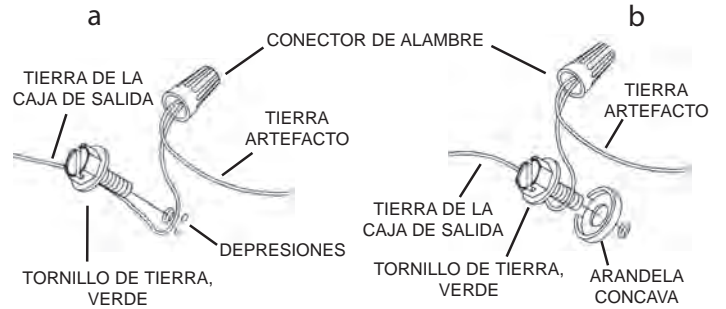 a
b
CONECTOR DE ALAMBRE
TIERRA DE LA
CAJA DE SALIDA
TIERRA
ARTEFACTO
DEPRESIONES
TORNILLO DE TIERRA,
VERDE
TIERRA
ARTEFACTO
TIERRA DE LA
CAJA DE SALIDA
TORNILLO DE TIERRA,
VERDE
ARANDELA
CONCAVA